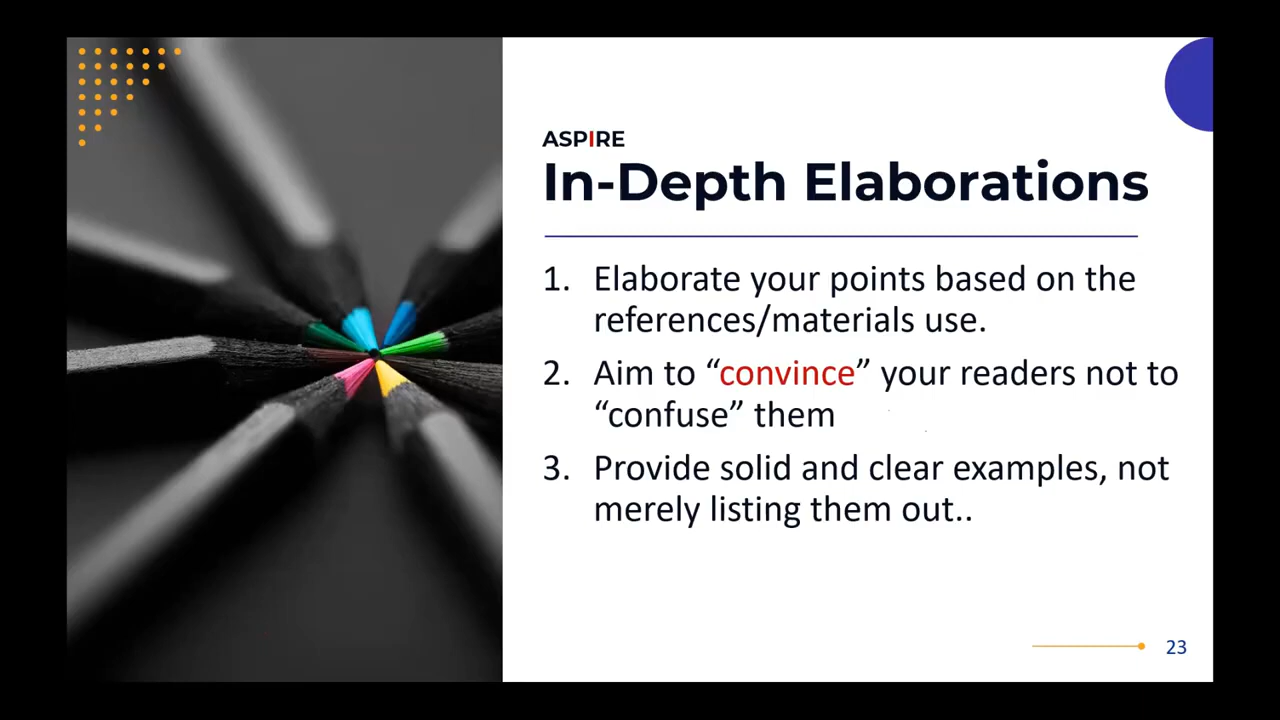 ASPIRE
In-Depth Elaborations
1. Elaborate your points based on the
references/materials use.
2. Aim to “convince” your readers not to
“confuse” them
3. Provide solid and clear examples, not
merely listing them out..
23